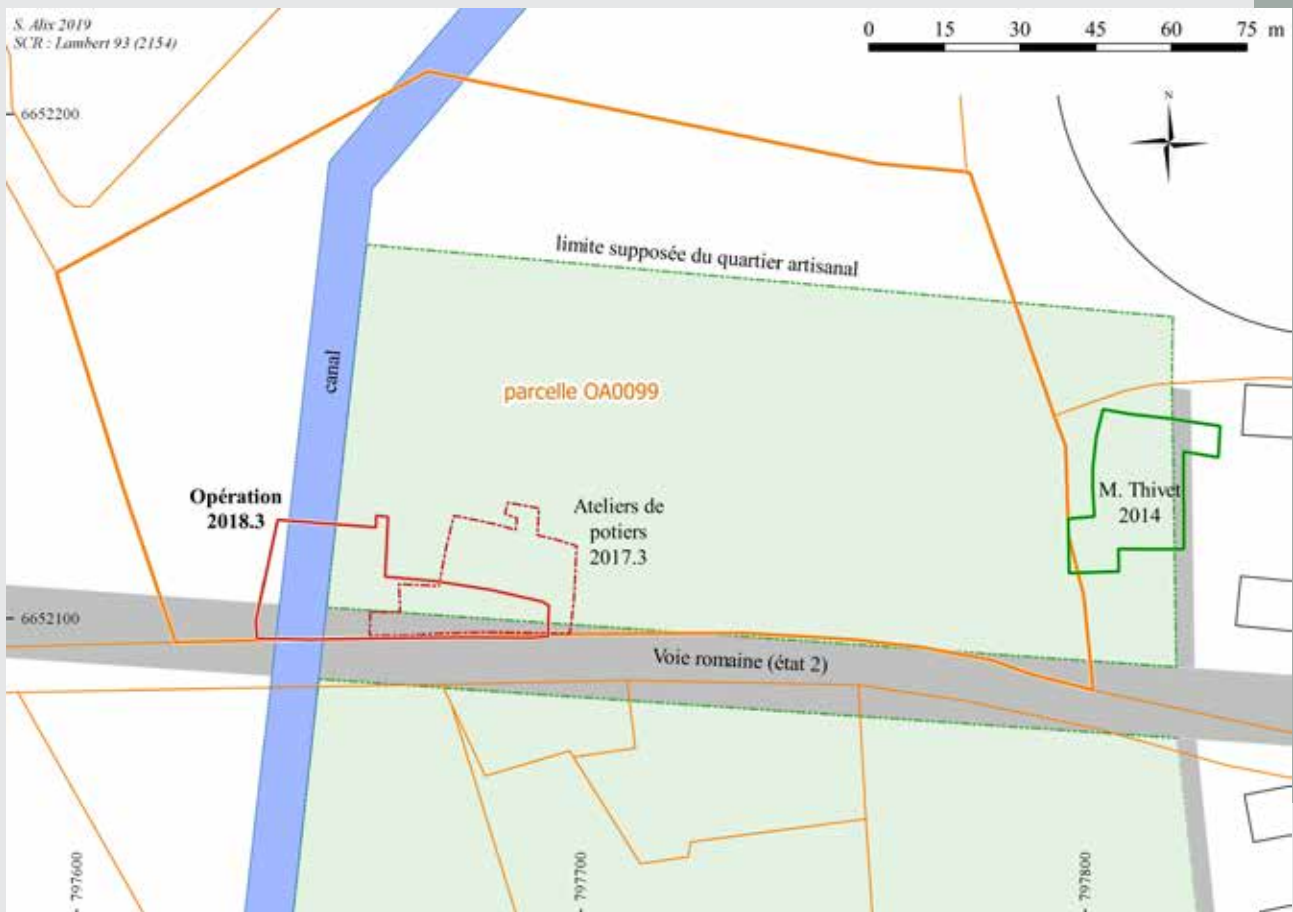 S. Alix 2019
SCR : Lambert 93 (2154)
0 15 30 45 60 75 m
N
6652200
limite supposée du quartier artisanal
canal
parcelle OA0099
Opération
2018.3
Ateliers de
potiers
2017.3
M. Thivet
2014
6652100
Voie romaine (état 2)
797600
797700
797800